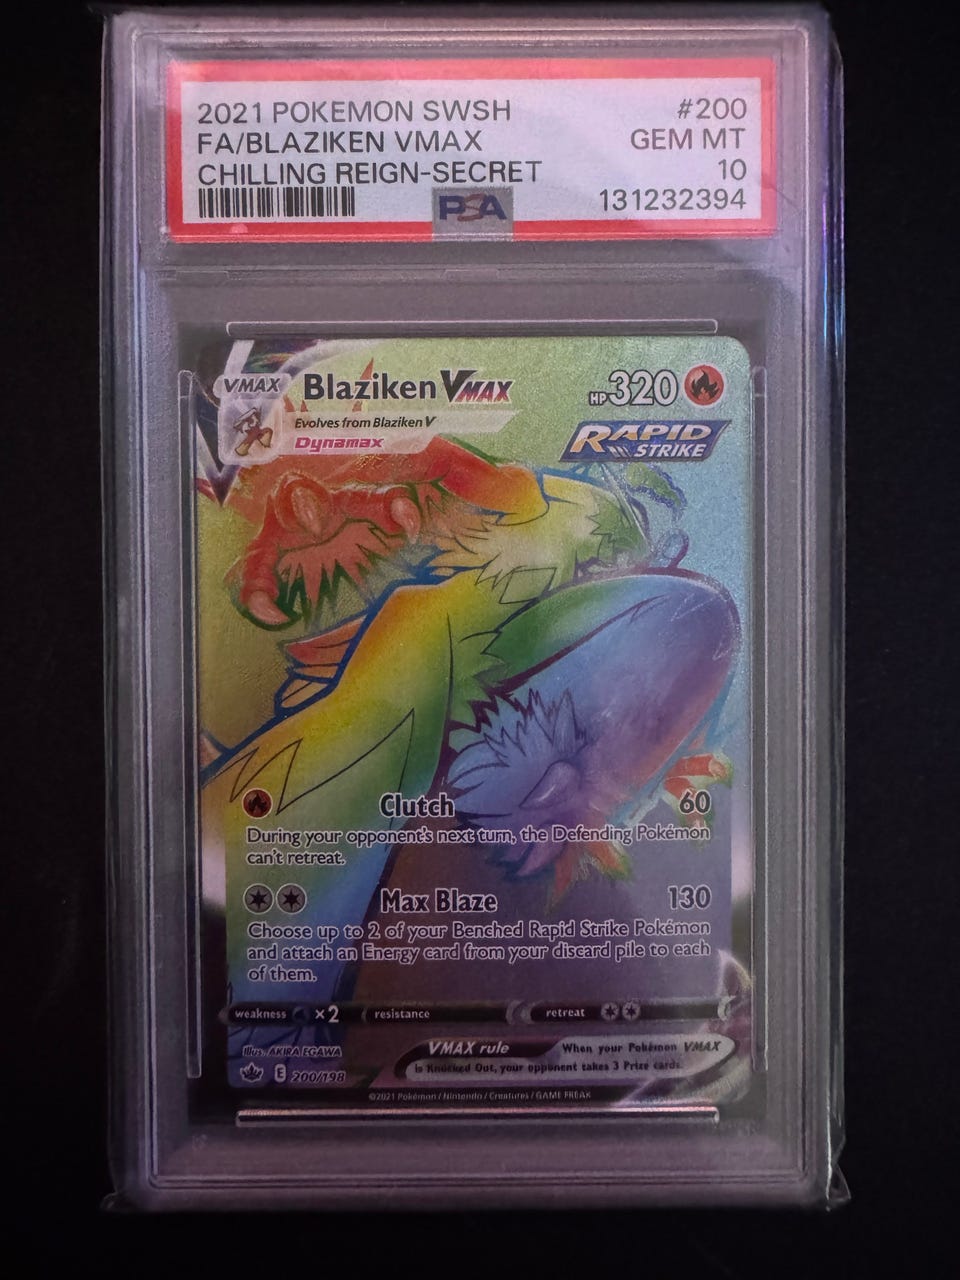 2021 POKEMON SWSH #200
FA/BLAZIKEN VMAX GEM MT
CHILLING REIGN-SECRET 10
PSA 131232394
VMAX Blaziken VMAX HP 320
Evolves from Blaziken V
Dynamax
RAPID
STRIKE
Clutch 60
During your opponent's next turn, the Defending Pokémon
can't retreat.
Max Blaze 130
Choose up to 2 of your Benched Rapid Strike Pokémon
and attach an Energy card from your discard pile to each
of them.
weakness ×2 resistance retreat
Illus. AKIRA EGAWA
VMAX rule When your Pokémon VMAX
is Knocked Out, your opponent takes 3 Prize cards.
E 200/198
©2021 Pokémon / Nintendo / Creatures / GAME FREAK